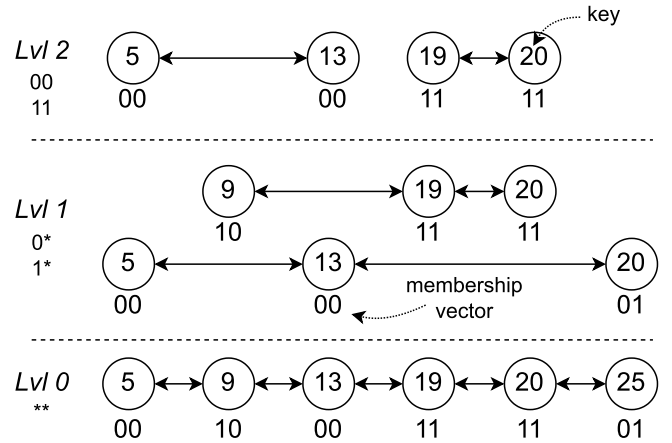 key
Lvl 2
00
11
5 13 19 20
00 00 11 11
9 19 20
10 11 11
Lvl 1
0*
1*
5 13 20
00 00 01
membership
vector
Lvl 0
**
5 9 13 19 20 25
00 10 00 11 11 01